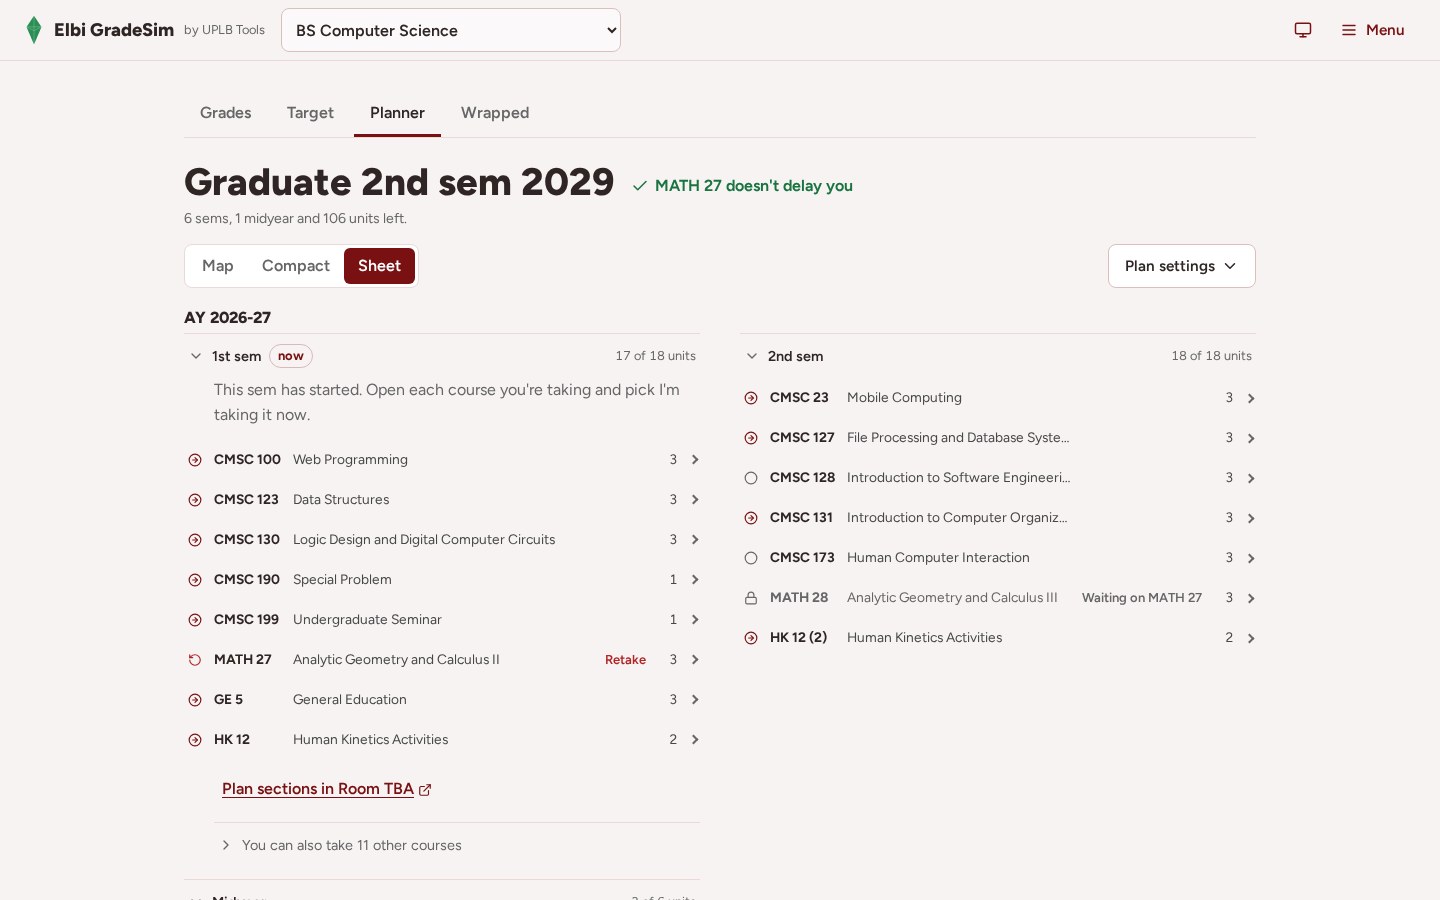 Elbi GradeSim by UPLB Tools
BS Computer Science
Menu
Grades Target Planner Wrapped
Graduate 2nd sem 2029 MATH 27 doesn't delay you
6 sems, 1 midyear and 106 units left.
Map Compact Sheet
Plan settings
AY 2026-27
1st sem now 17 of 18 units
This sem has started. Open each course you're taking and pick I'm
taking it now.
CMSC 100 Web Programming 3
CMSC 123 Data Structures 3
CMSC 130 Logic Design and Digital Computer Circuits 3
CMSC 190 Special Problem 1
CMSC 199 Undergraduate Seminar 1
MATH 27 Analytic Geometry and Calculus II Retake 3
GE 5 General Education 3
HK 12 Human Kinetics Activities 2
Plan sections in Room TBA
You can also take 11 other courses
2nd sem 18 of 18 units
CMSC 23 Mobile Computing 3
CMSC 127 File Processing and Database Syste... 3
CMSC 128 Introduction to Software Engineeri... 3
CMSC 131 Introduction to Computer Organiz... 3
CMSC 173 Human Computer Interaction 3
MATH 28 Analytic Geometry and Calculus III Waiting on MATH 27 3
HK 12 (2) Human Kinetics Activities 2